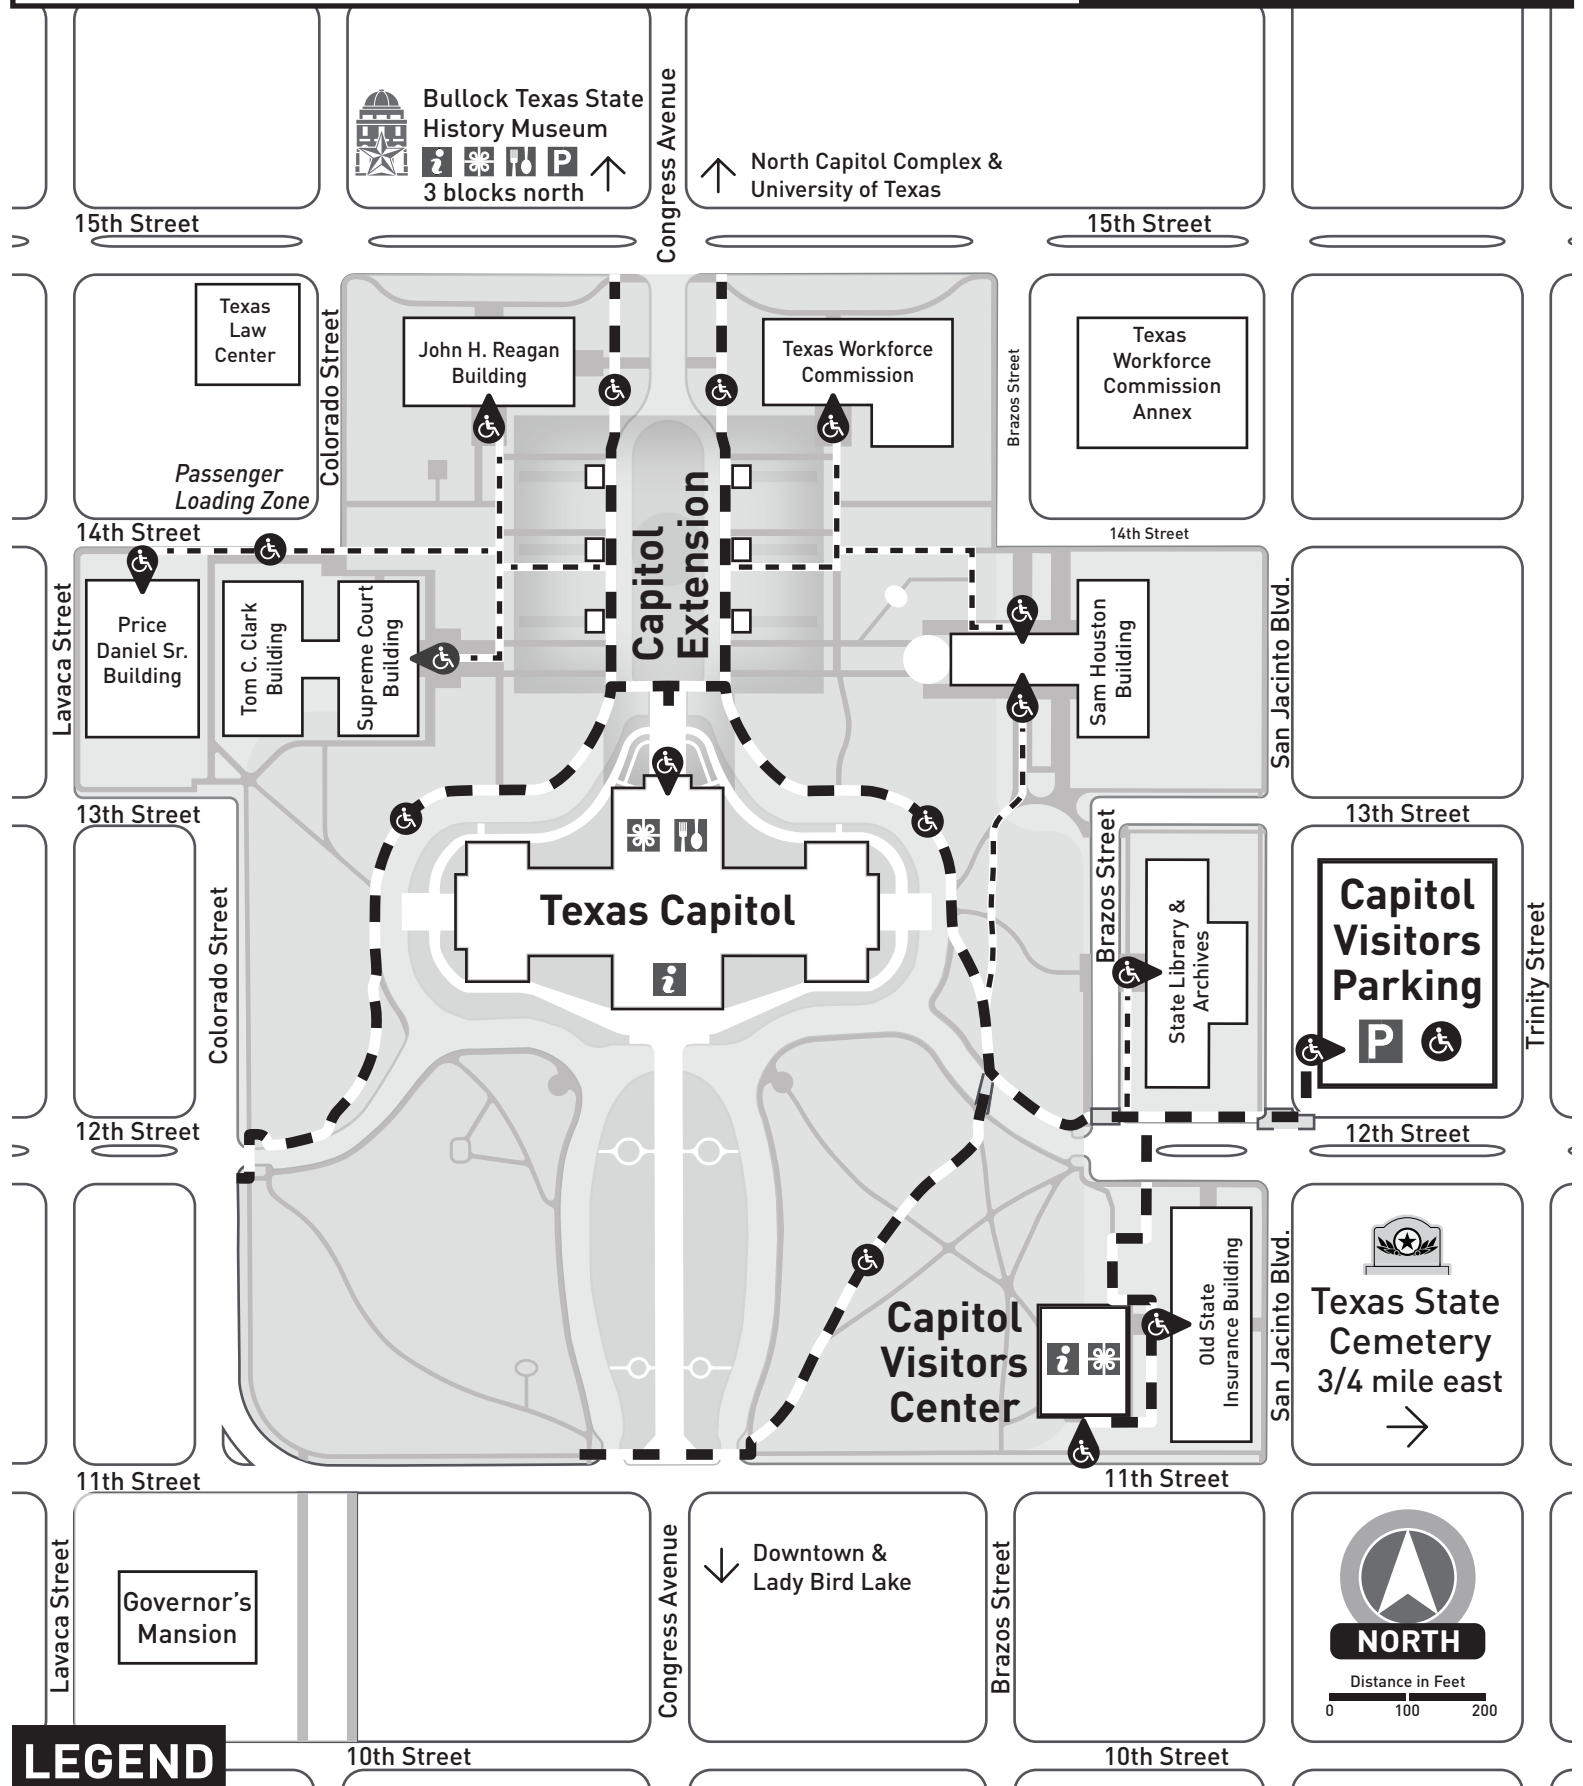 Bullock Texas State
History Museum
3 blocks north
Congress Avenue
North Capitol Complex &
University of Texas
15th Street
15th Street
Texas
Law
Center
Colorado Street
John H. Reagan
Building
Texas Workforce
Commission
Brazos Street
Texas
Workforce
Commission
Annex
Passenger
Loading Zone
14th Street
14th Street
Capitol
Extension
Lavaca Street
Price
Daniel Sr.
Building
Tom C. Clark
Building
Supreme Court
Building
Sam Houston
Building
San Jacinto Blvd.
13th Street
13th Street
Texas Capitol
Colorado Street
Brazos Street
State Library &
Archives
Capitol
Visitors
Parking
P
Trinity Street
12th Street
12th Street
Capitol
Visitors
Center
Old State
Insurance Building
San Jacinto Blvd.
Texas State
Cemetery
3/4 mile east
11th Street
11th Street
Lavaca Street
Governor's
Mansion
Congress Avenue
Downtown &
Lady Bird Lake
Brazos Street
NORTH
Distance in Feet
0 100 200
LEGEND
10th Street
10th Street